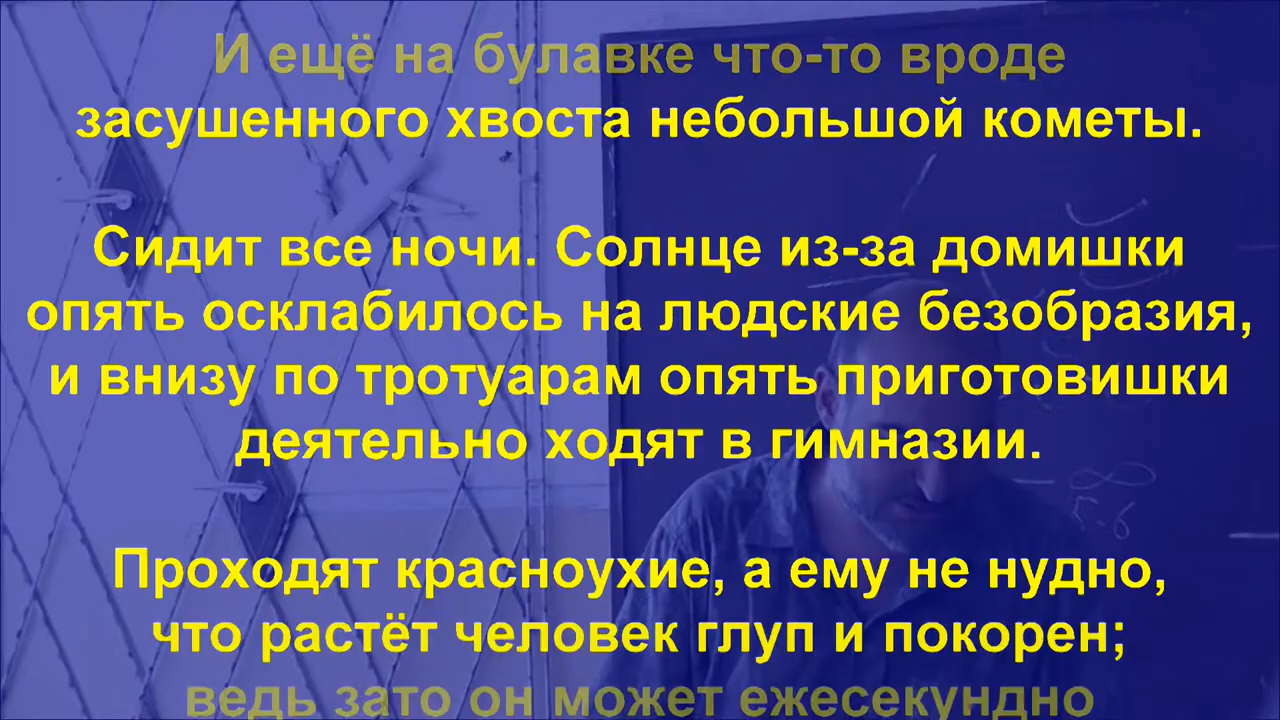 И ещё на булавке что-то вроде
засушенного хвоста небольшой кометы.
Сидит все ночи. Солнце из-за домишки
опять осклабилось на людские безобразия,
и внизу по тротуарам опять приготовишки
деятельно ходят в гимназии.
Проходят красноухие, а ему не нудно,
что растёт человек глуп и покорен;
ведь зато он может ежесекундно